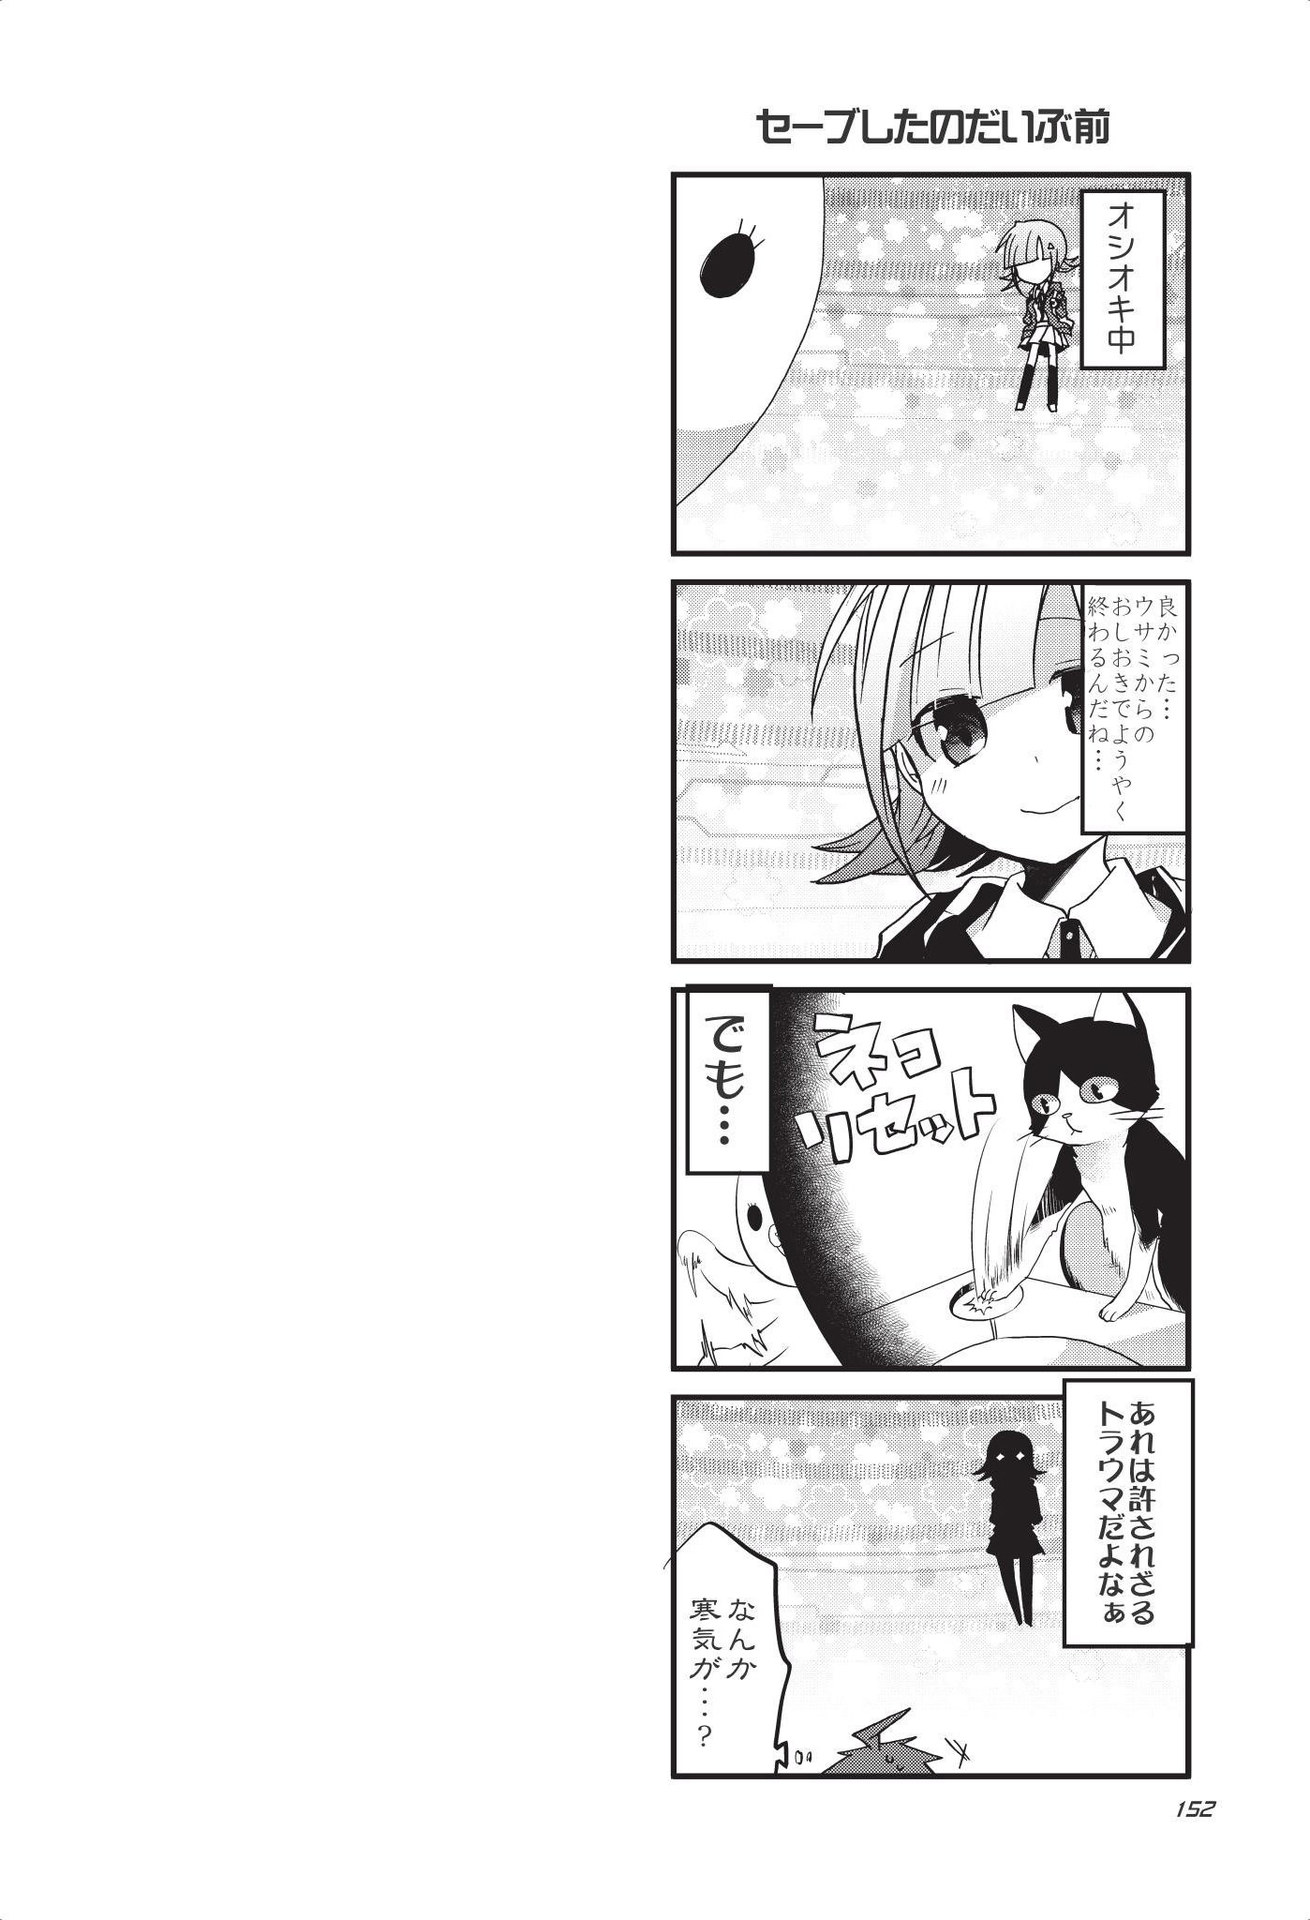 セーブしたのだいぶ前
オシオキ中
良かった…
ウサミからの
おしおきでようやく
終わるんだね…
ネコ
リセット
でも…
あれは許されざる
トラウマだよなぁ
なんか
寒気が…?
152